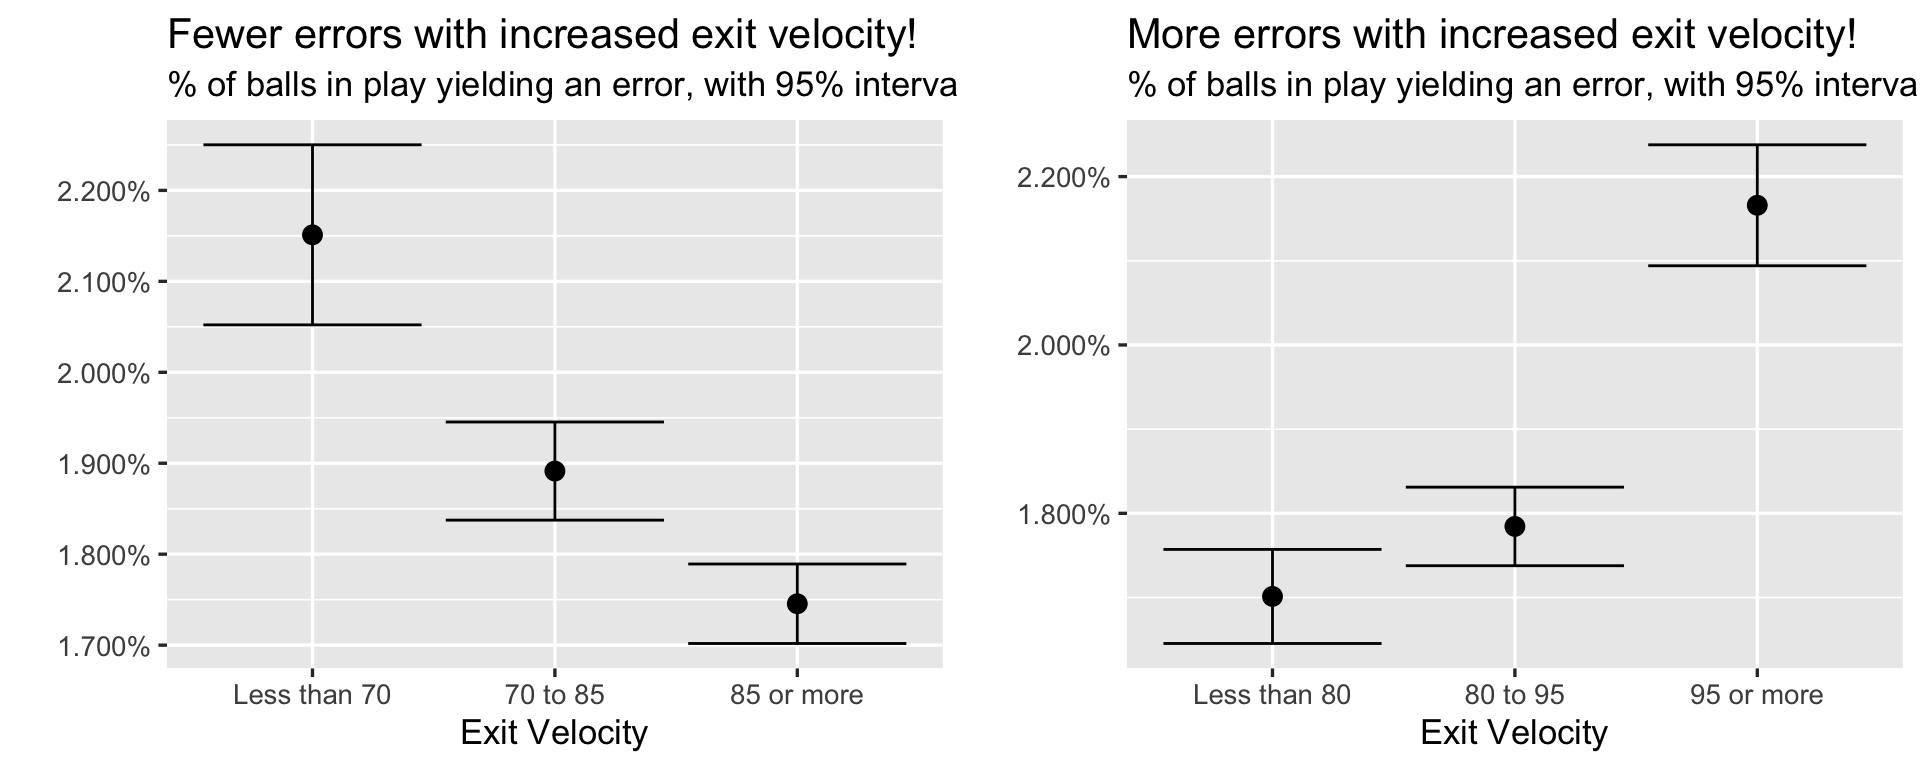 Fewer errors with increased exit velocity!
% of balls in play yielding an error, with 95% interva
2.200%
2.100%
2.000%
1.900%
1.800%
1.700%
Less than 70
70 to 85
85 or more
Exit Velocity
More errors with increased exit velocity!
% of balls in play yielding an error, with 95% interva
2.200%
2.000%
1.800%
Less than 80
80 to 95
95 or more
Exit Velocity